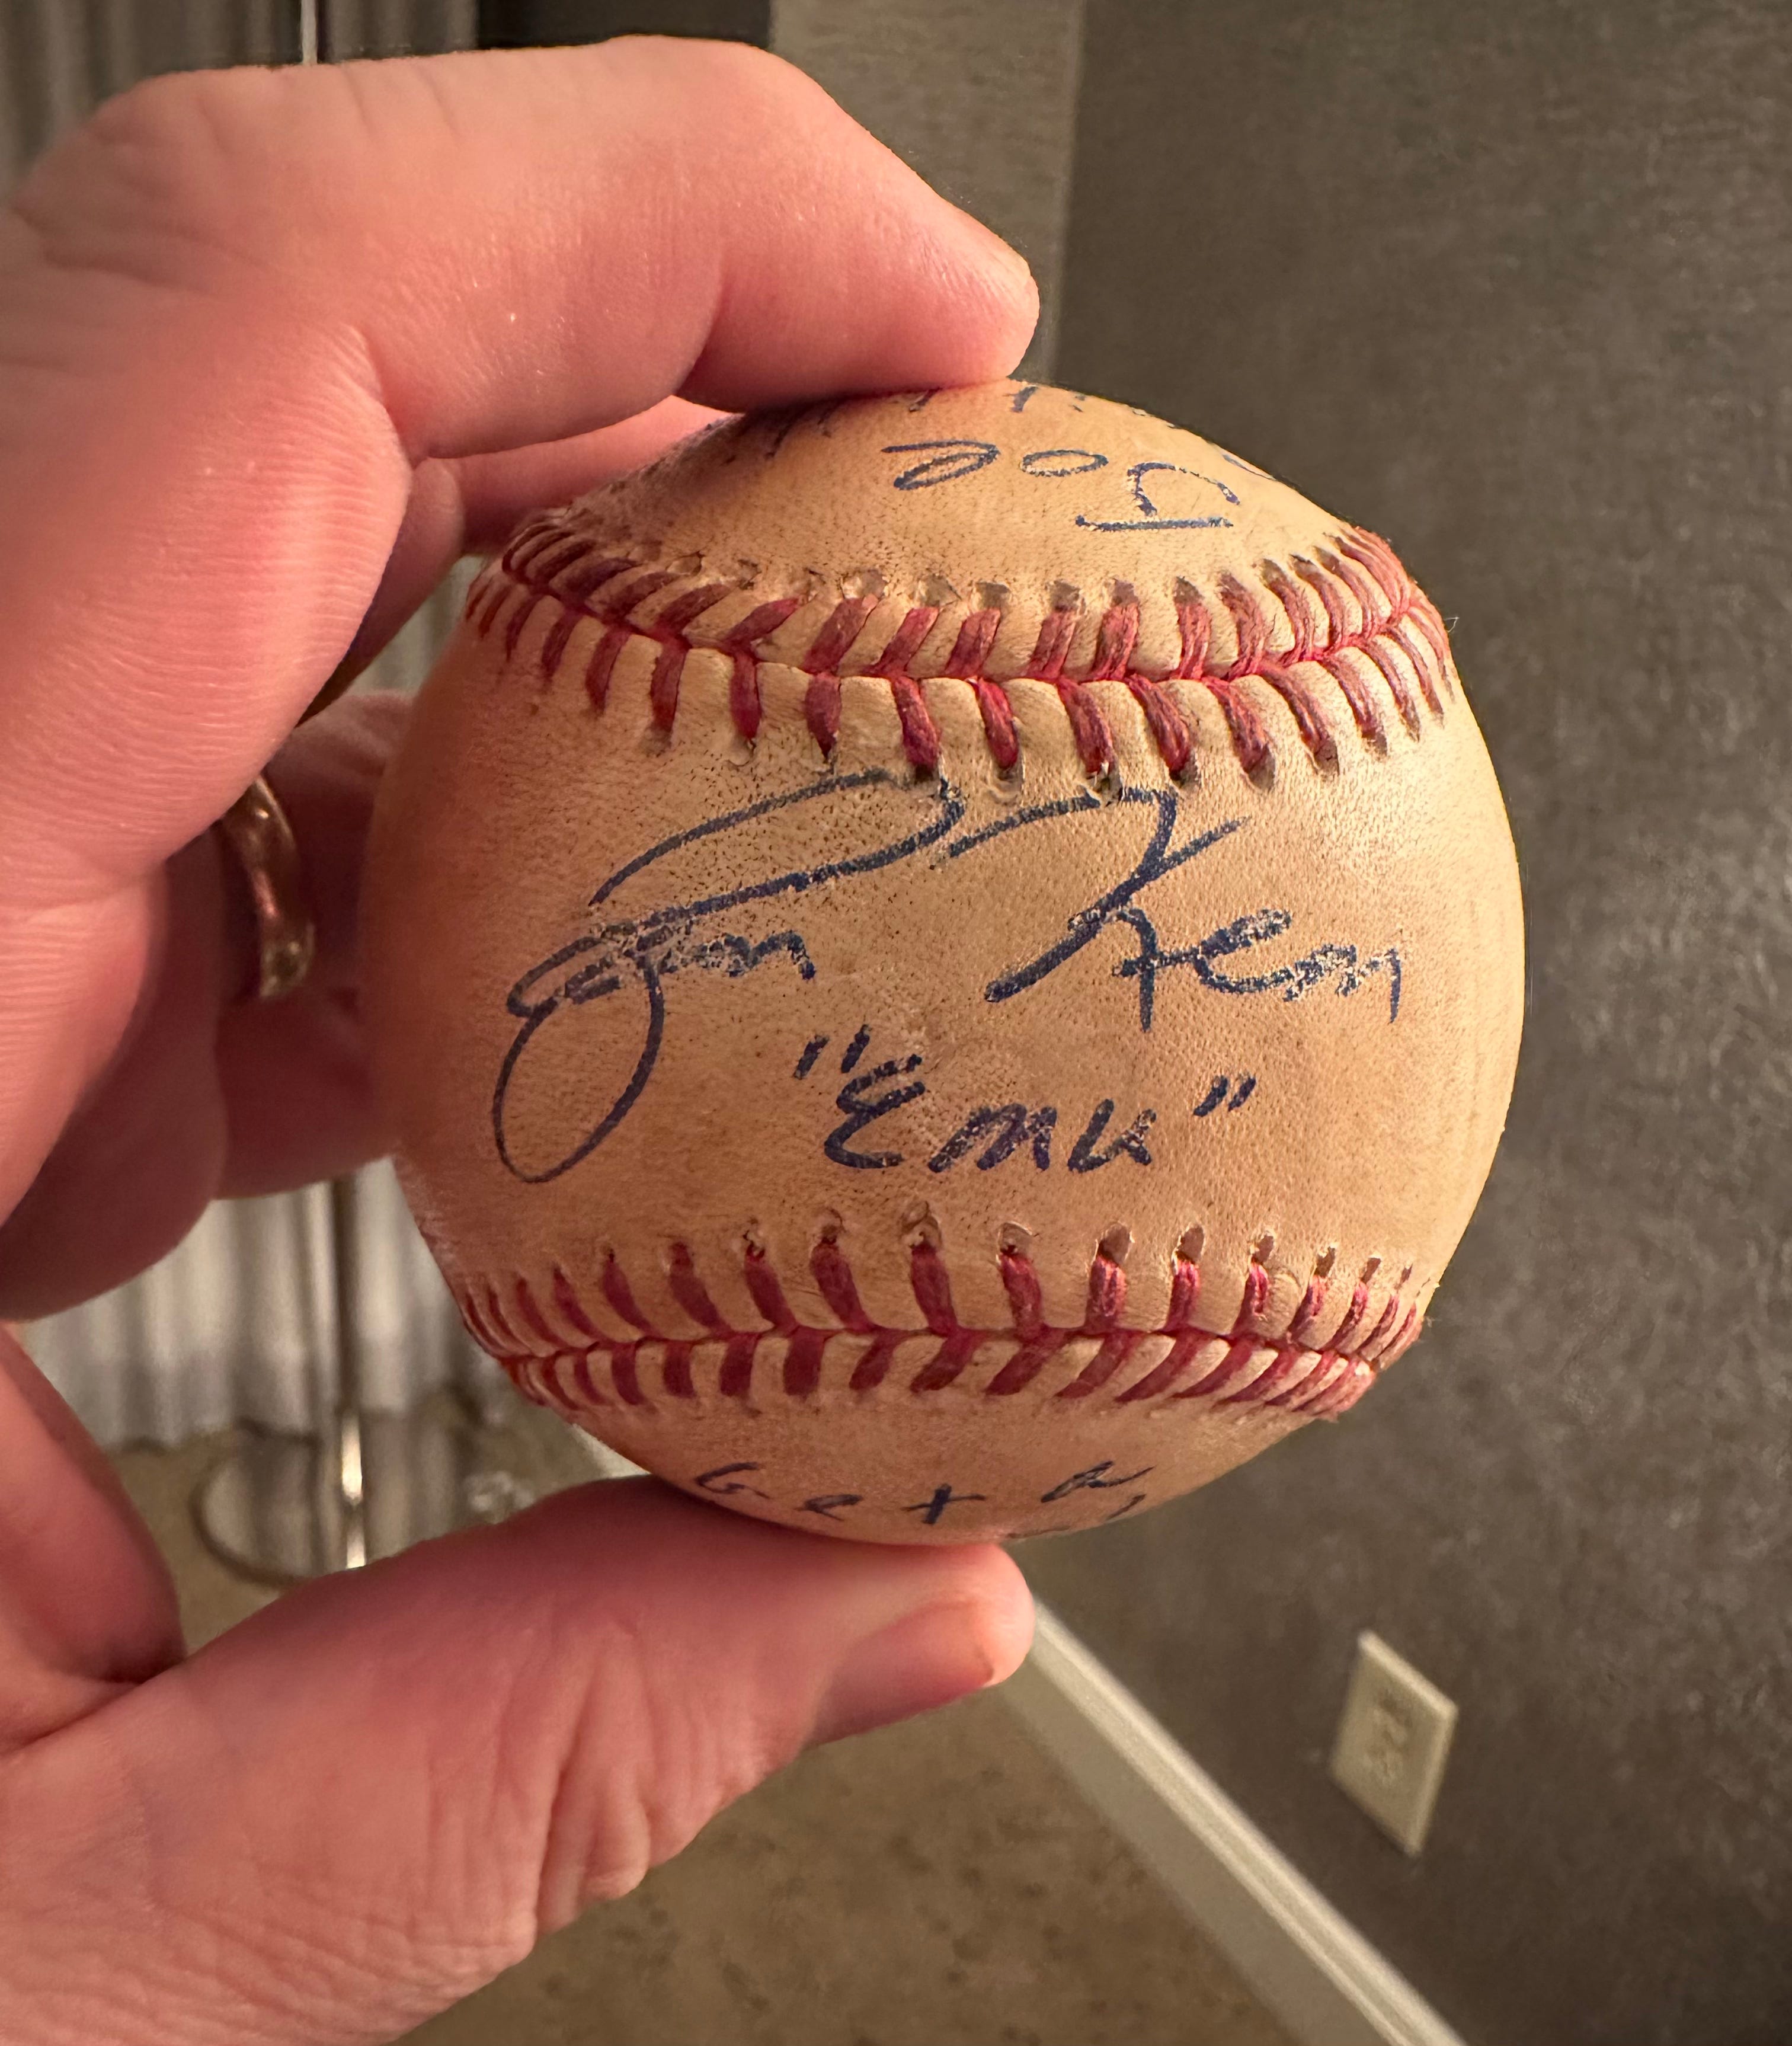 Joe
Jim Kern
"Emu"
Get a